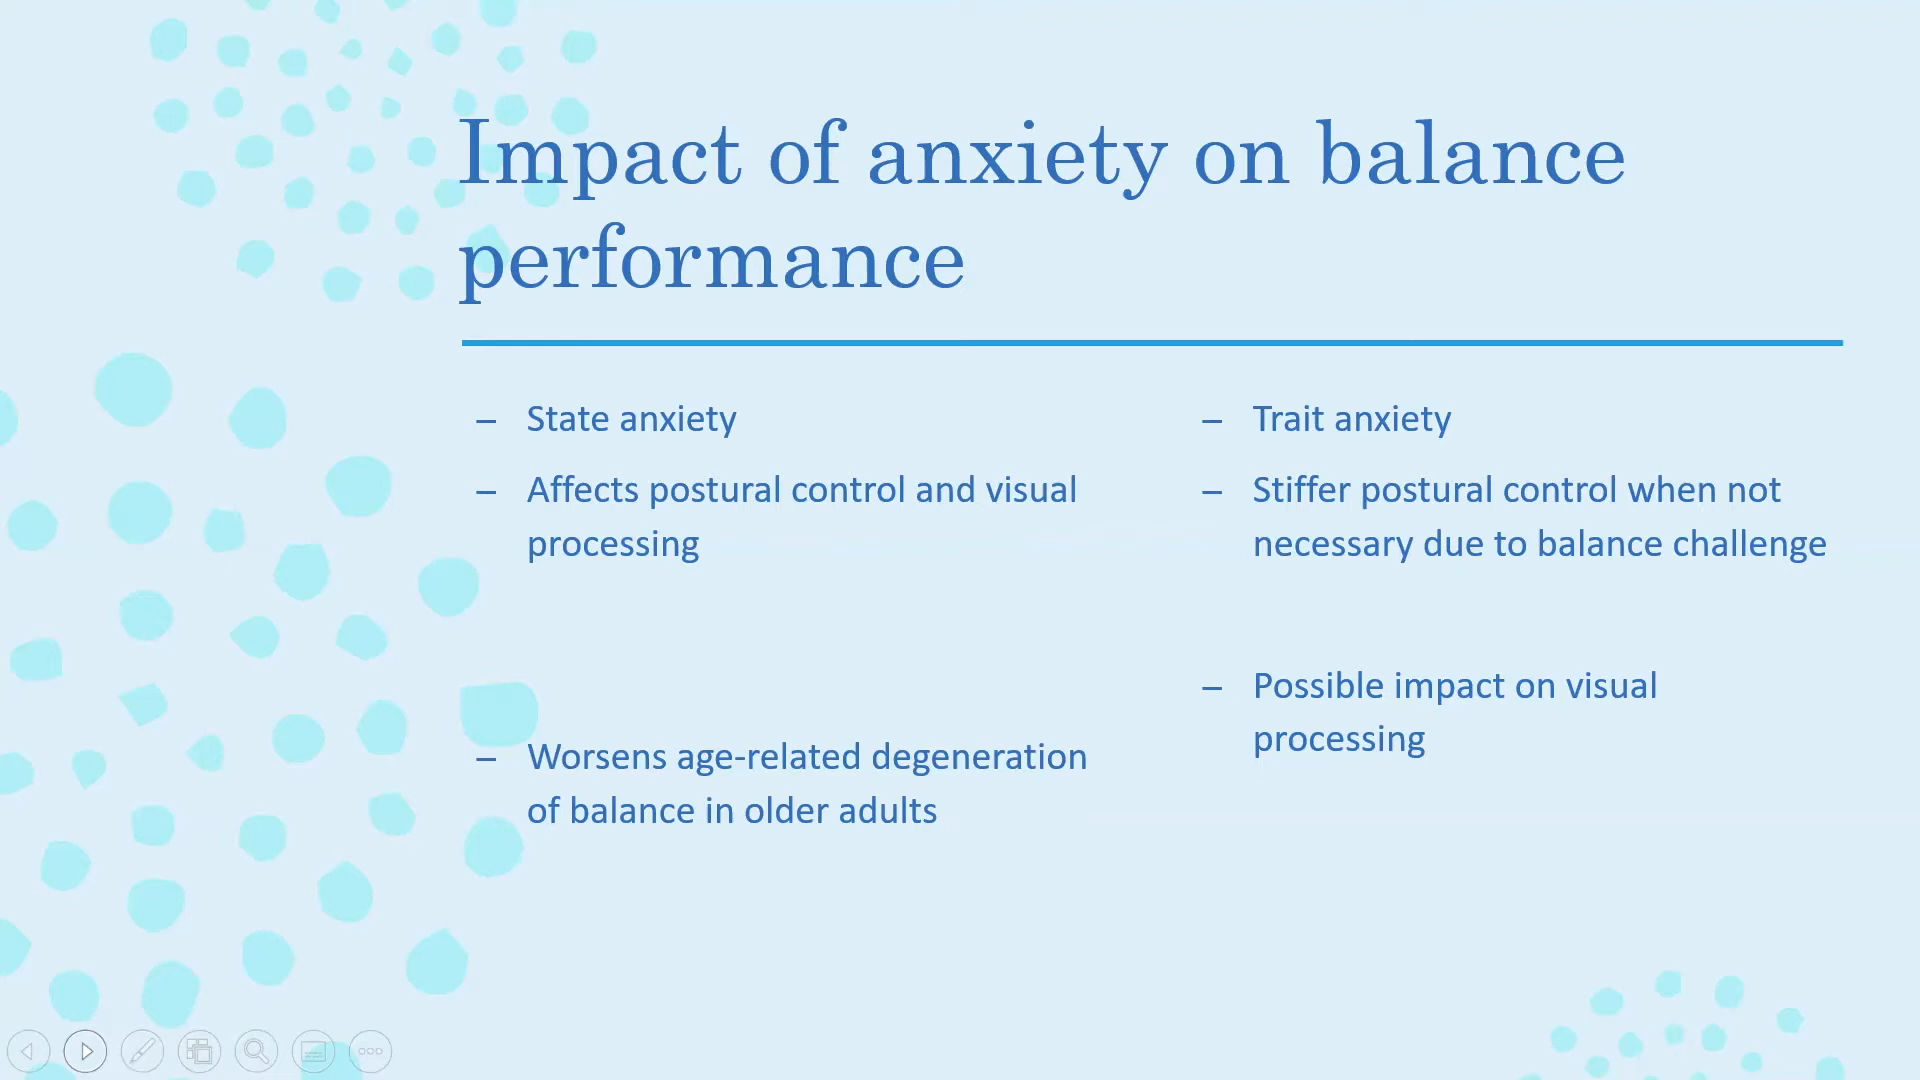 Impact of anxiety on balance
performance
– State anxiety
– Affects postural control and visual
processing
– Worsens age-related degeneration
of balance in older adults
– Trait anxiety
– Stiffer postural control when not
necessary due to balance challenge
– Possible impact on visual
processing